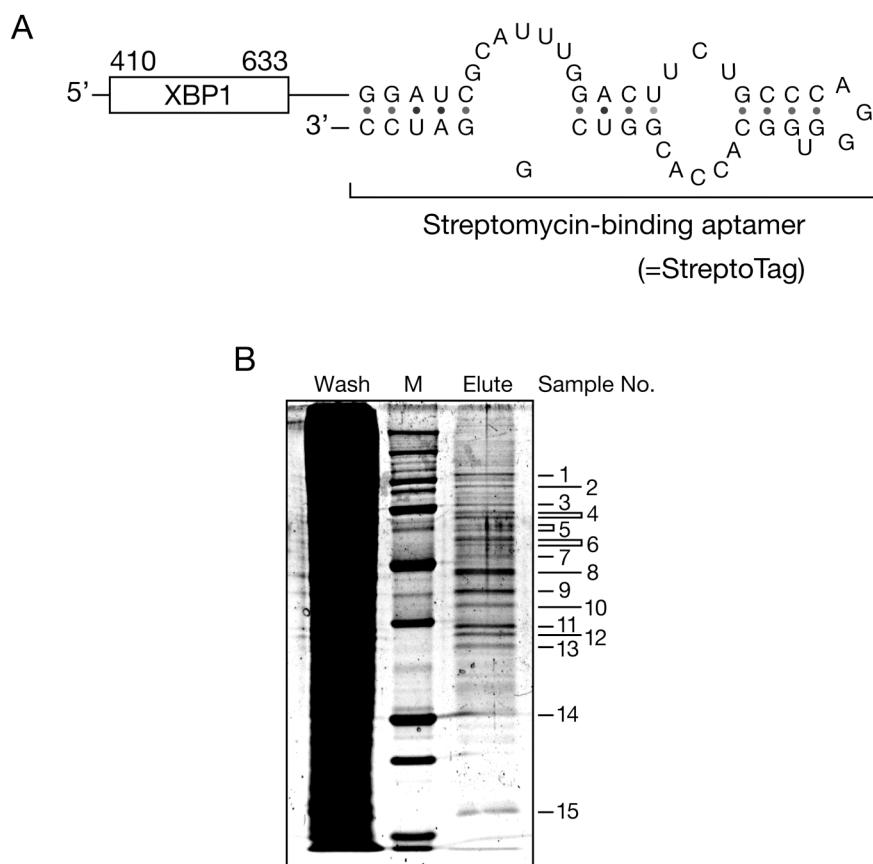 A
410 633
5’ XBP1
G C A U U U G
G G A U C
G A C U U C U G C C C A G G
3’ C C U A G
C U G G C A C C A C G G U G
G
Streptomycin-binding aptamer
(=StreptoTag)
B
Wash M Elute Sample No.
1
2
3
4
5
6
7
8
9
10
11
12
13
14
15